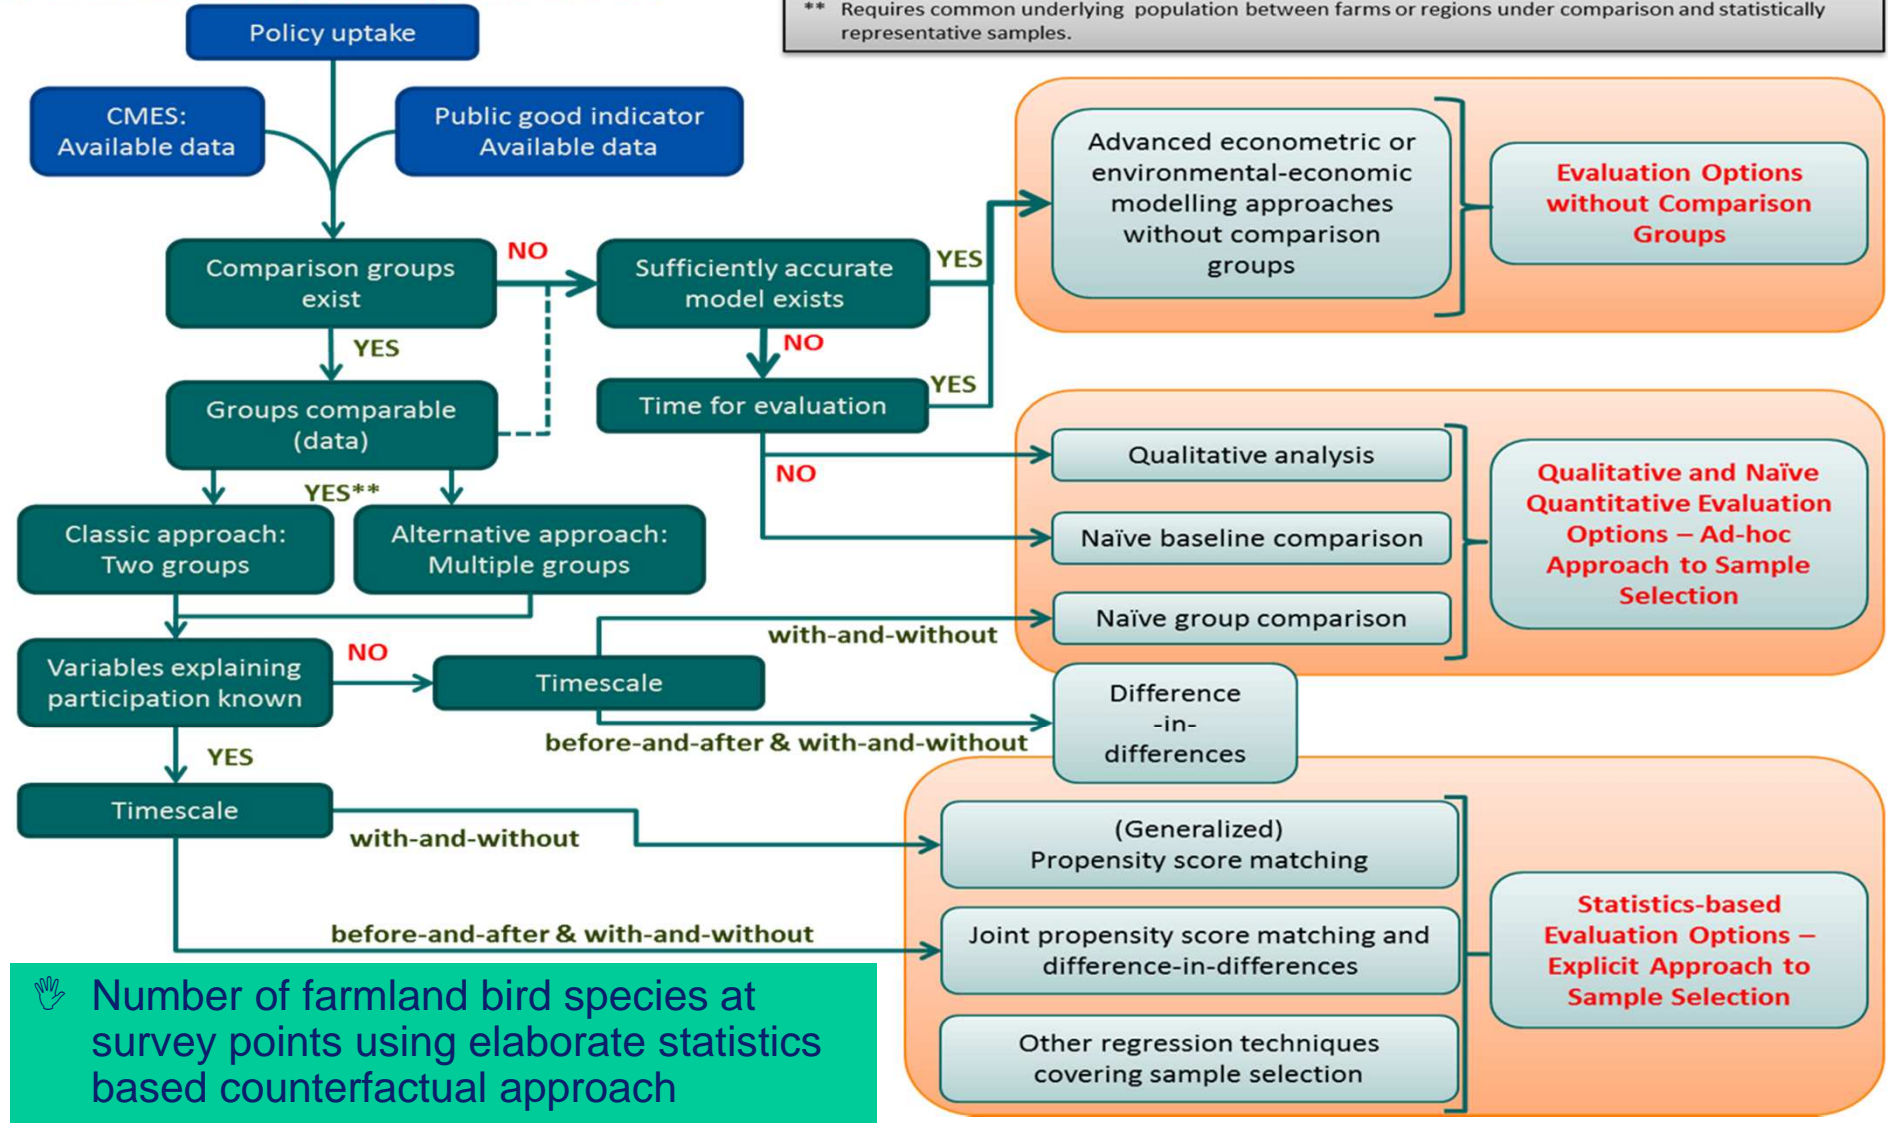 ** Requires common underlying population between farms or regions under comparison and statistically
representative samples.
Policy uptake
CMES:
Available data
Public good indicator
Available data
Comparison groups
exist
NO
Sufficiently accurate
model exists
YES
Advanced econometric or
environmental-economic
modelling approaches
without comparison
groups
Evaluation Options
without Comparison
Groups
YES
NO
Groups comparable
(data)
Time for evaluation
YES
NO
Qualitative analysis
Naïve baseline comparison
Naïve group comparison
Qualitative and Naïve
Quantitative Evaluation
Options – Ad-hoc
Approach to Sample
Selection
YES**
Classic approach:
Two groups
Alternative approach:
Multiple groups
Variables explaining
participation known
NO
Timescale
with-and-without
before-and-after & with-and-without
Difference
-in-
differences
YES
Timescale
with-and-without
before-and-after & with-and-without
(Generalized)
Propensity score matching
Joint propensity score matching and
difference-in-differences
Other regression techniques
covering sample selection
Statistics-based
Evaluation Options –
Explicit Approach to
Sample Selection
Number of farmland bird species at
survey points using elaborate statistics
based counterfactual approach